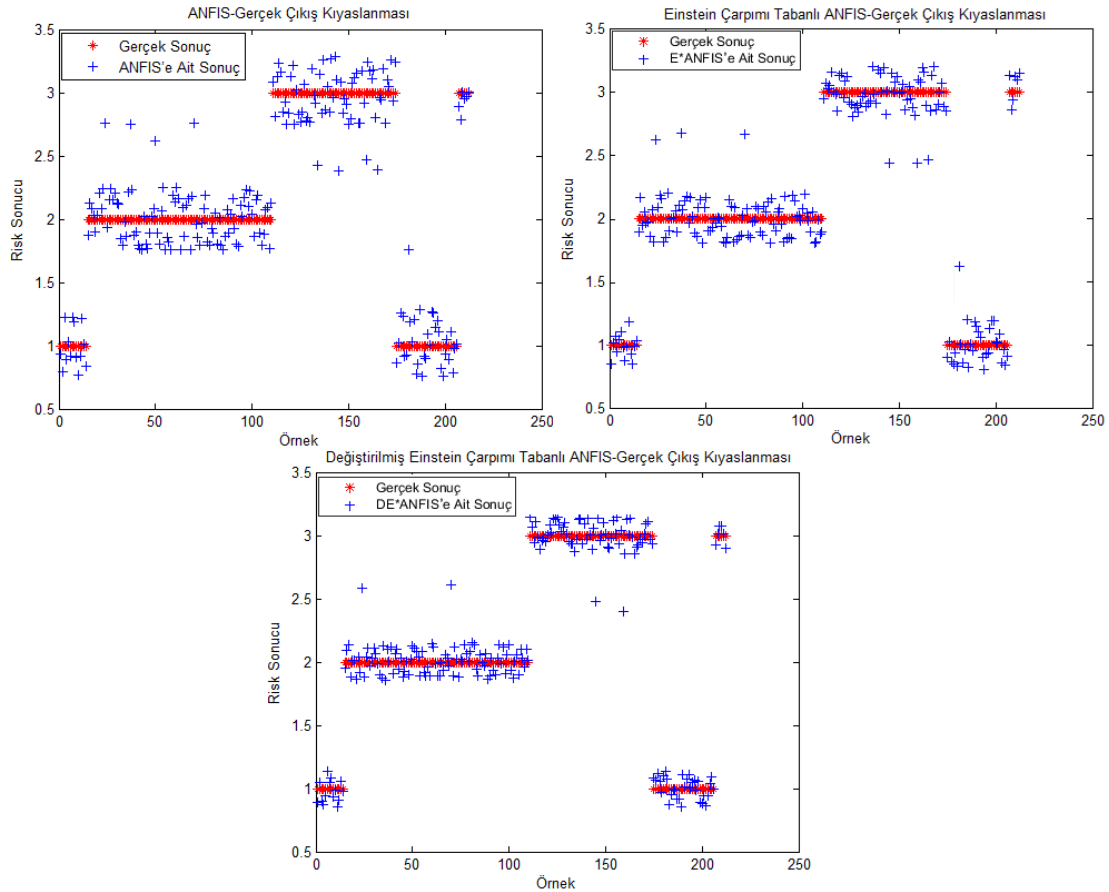 ANFIS-Gerçek Çıkış Kıyaslanması
Gerçek Sonuç
ANFIS'e Ait Sonuç
3.5
3
2.5
2
1.5
1
0.5
Risk Sonucu
0
50
100
150
200
250
Örnek
Einstein Çarpımı Tabanlı ANFIS-Gerçek Çıkış Kıyaslanması
Gerçek Sonuç
E*ANFIS'e Ait Sonuç
3.5
3
2.5
2
1.5
1
0.5
Risk Sonucu
0
50
100
150
200
250
Örnek
Değiştirilmiş Einstein Çarpımı Tabanlı ANFIS-Gerçek Çıkış Kıyaslanması
Gerçek Sonuç
DE*ANFIS'e Ait Sonuç
3.5
3
2.5
2
1.5
1
0.5
Risk Sonucu
0
50
100
150
200
250
Örnek